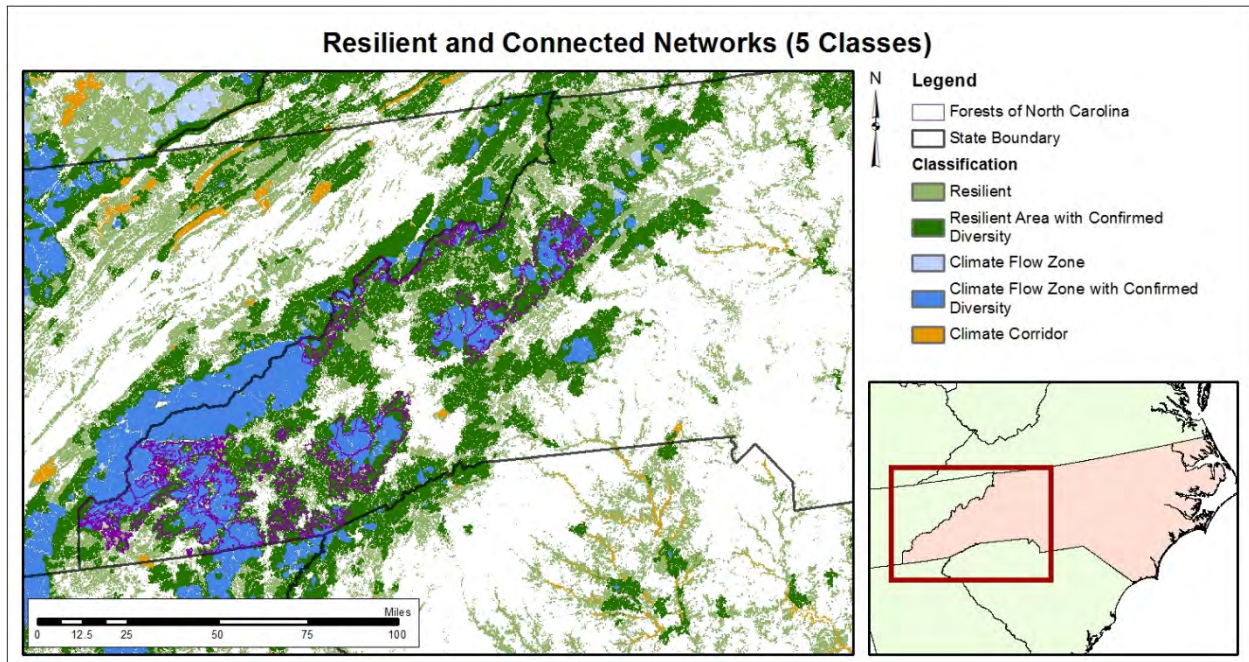 Resilient and Connected Networks (5 Classes)
N
Legend
Forests of North Carolina
State Boundary
Classification
Resilient
Resilient Area with Confirmed
Diversity
Climate Flow Zone
Climate Flow Zone with Confirmed
Diversity
Climate Corridor
Miles
0 12.5 25 50 75 100